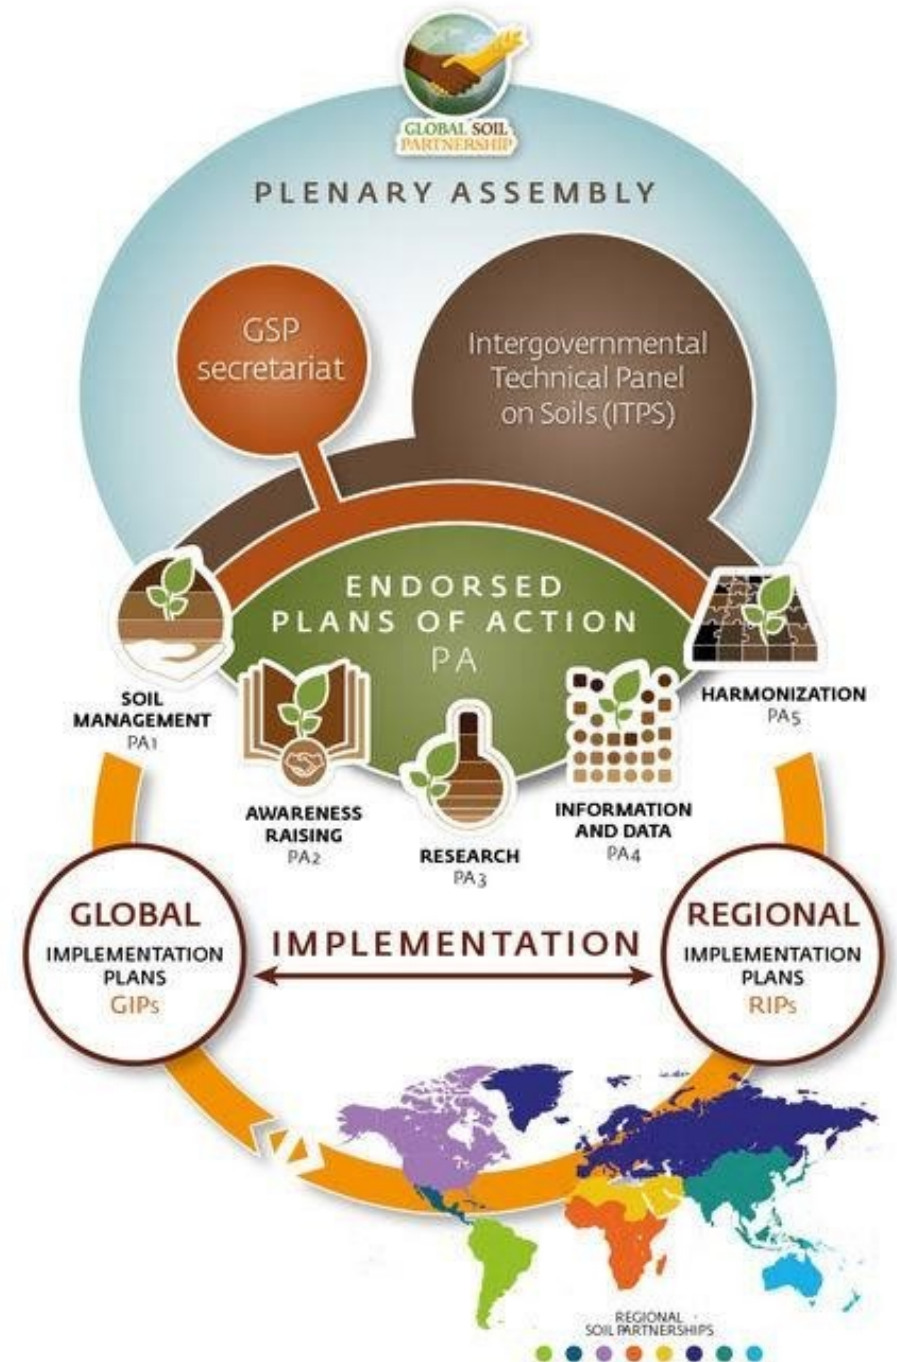 GLOBAL SOIL
PARTNERSHIP
PLENARY ASSEMBLY
GSP
secretariat
Intergovernmental
Technical Panel
on Soils (ITPS)
ENDORSED
PLANS OF ACTION
PA
SOIL
MANAGEMENT
PA1
AWARENESS
RAISING
PA2
RESEARCH
PA3
INFORMATION
AND DATA
PA4
HARMONIZATION
PA5
GLOBAL
IMPLEMENTATION
PLANS
GIPs
IMPLEMENTATION
REGIONAL
IMPLEMENTATION
PLANS
RIPs
REGIONAL
SOIL PARTNERSHIPS